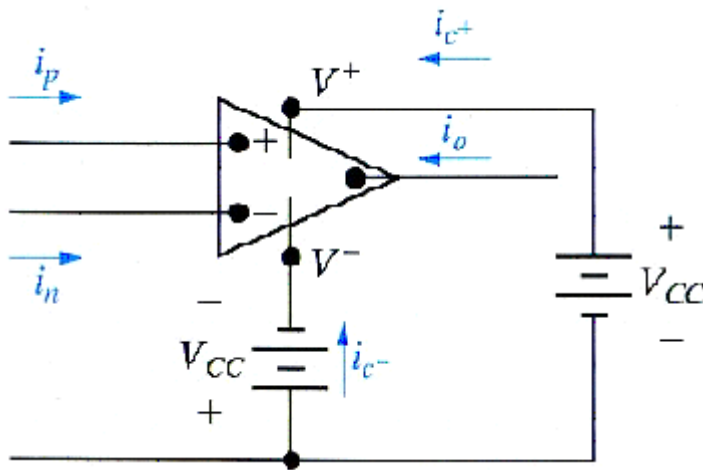 i_c+
i_p V+
+ i_o
−
V− +
i_n − V_CC
V_CC i_c− −
+